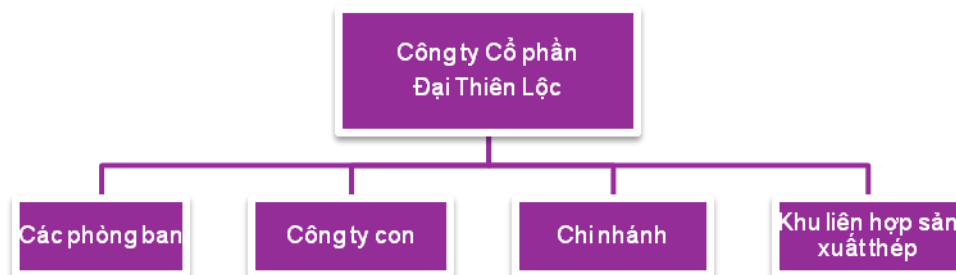 Công ty Cổ phần
Đại Thiên Lộc
Các phòng ban
Công ty con
Chi nhánh
Khu liên hợp sản
xuất thép